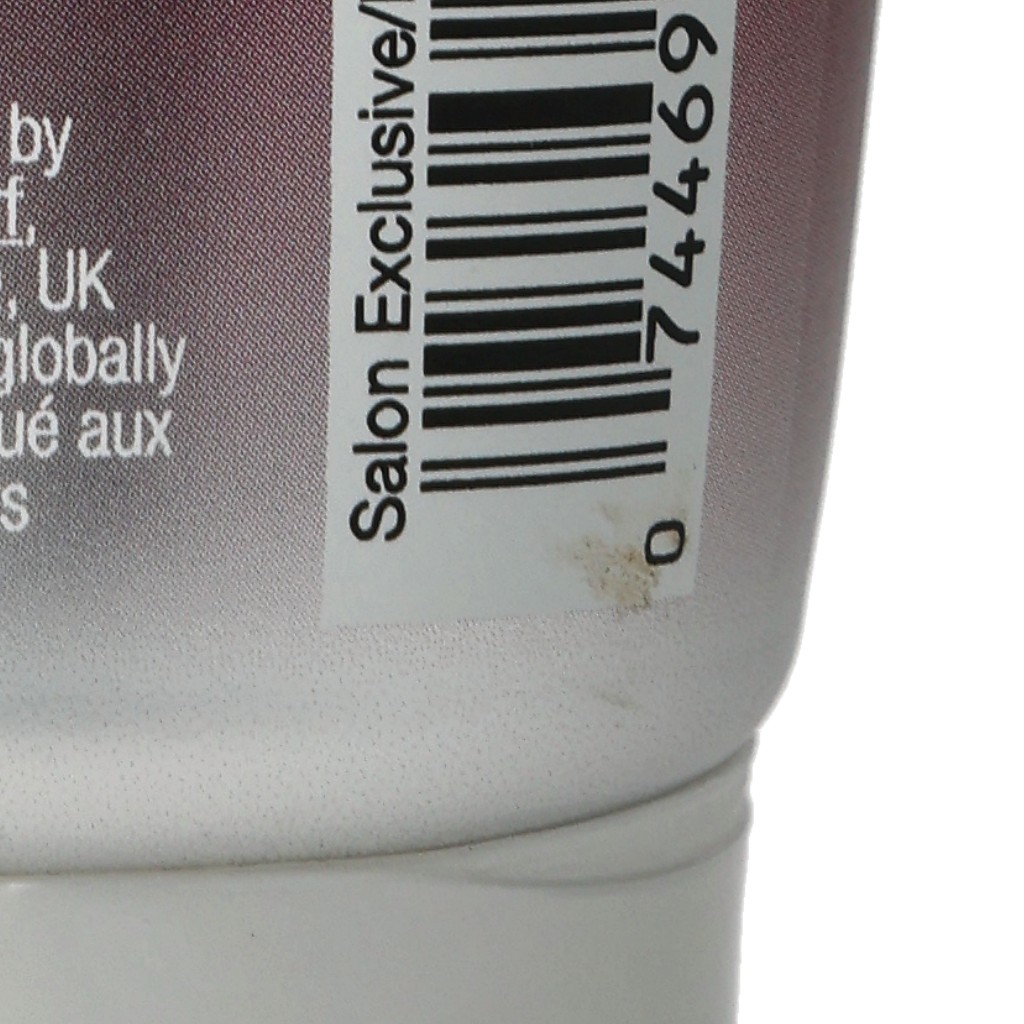 by
f,
, UK
globally
ué aux
s
Salon Exclusive/
0 74469